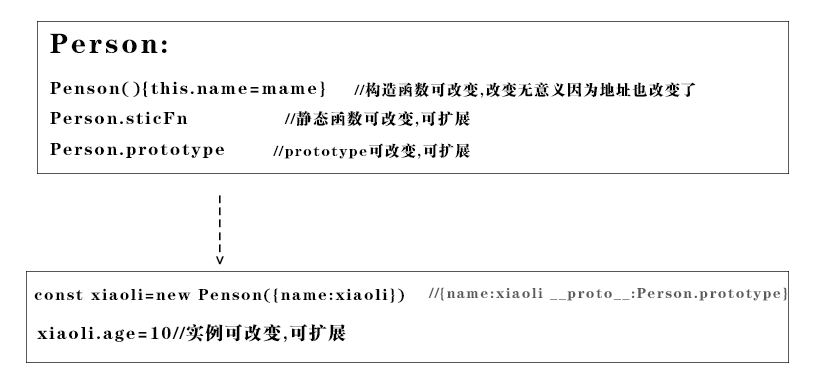 Person:
Penson(){this.name=mame} //构造函数可改变,改变无意义因为地址也改变了
Person.sticFn //静态函数可改变,可扩展
Person.prototype //prototype可改变,可扩展
const xiaoli=new Penson({name:xiaoli}) //{name:xiaoli __proto__:Person.prototype}
xiaoli.age=10//实例可改变,可扩展